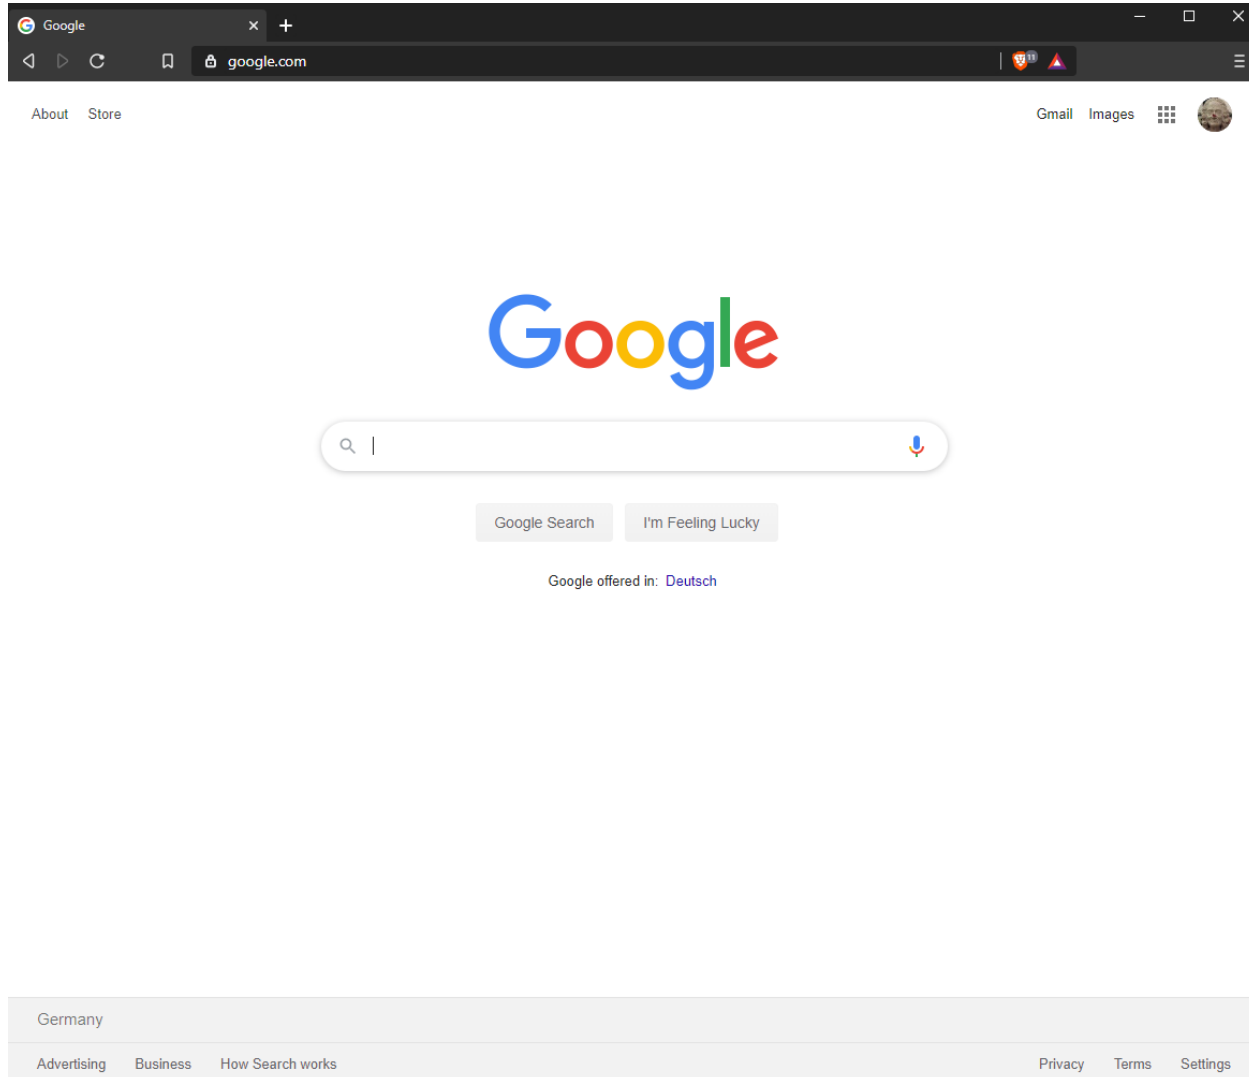 Google
google.com
11
About Store
Gmail Images
Google
Google Search I'm Feeling Lucky
Google offered in: Deutsch
Germany
Advertising Business How Search works
Privacy Terms Settings